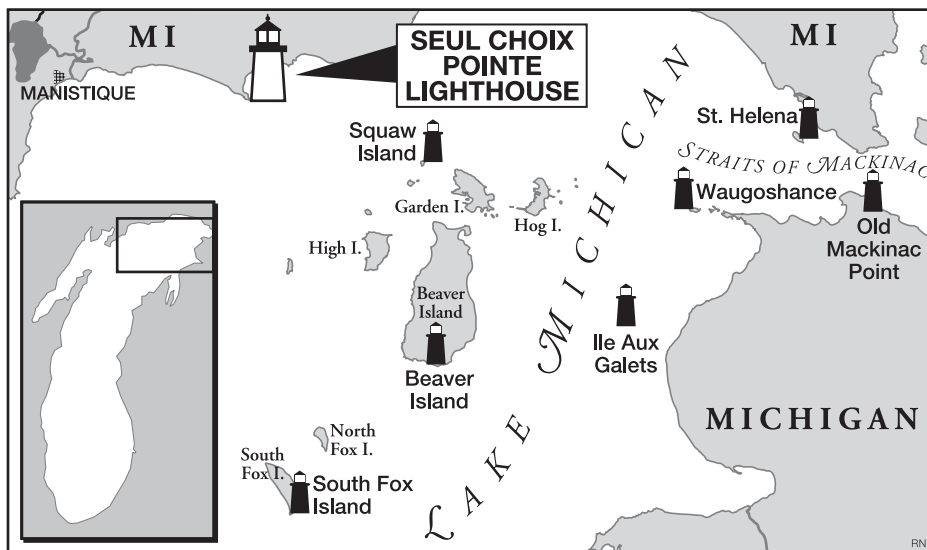 MI
SEUL CHOIX
POINTE
LIGHTHOUSE
MI
MANISTIQUE
Squaw
Island
St. Helena
STRAITS OF MACKINAC
Waugoshance
Garden I.
Hog I.
Old
Mackinac
Point
High I.
Beaver
Island
Ile Aux
Galets
Beaver
Island
LAKE MICHIGAN
MICHIGAN
North
Fox I.
South
Fox I.
South Fox
Island
RN